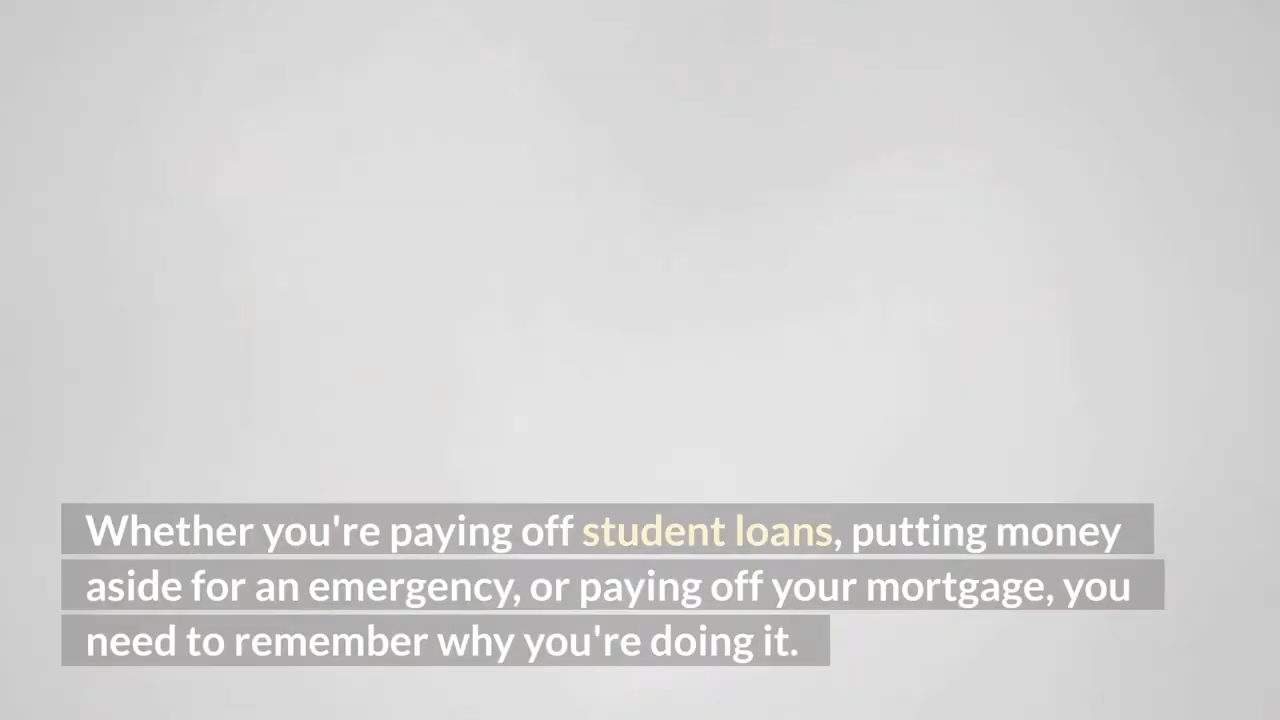 Whether you're paying off student loans, putting money
aside for an emergency, or paying off your mortgage, you
need to remember why you're doing it.